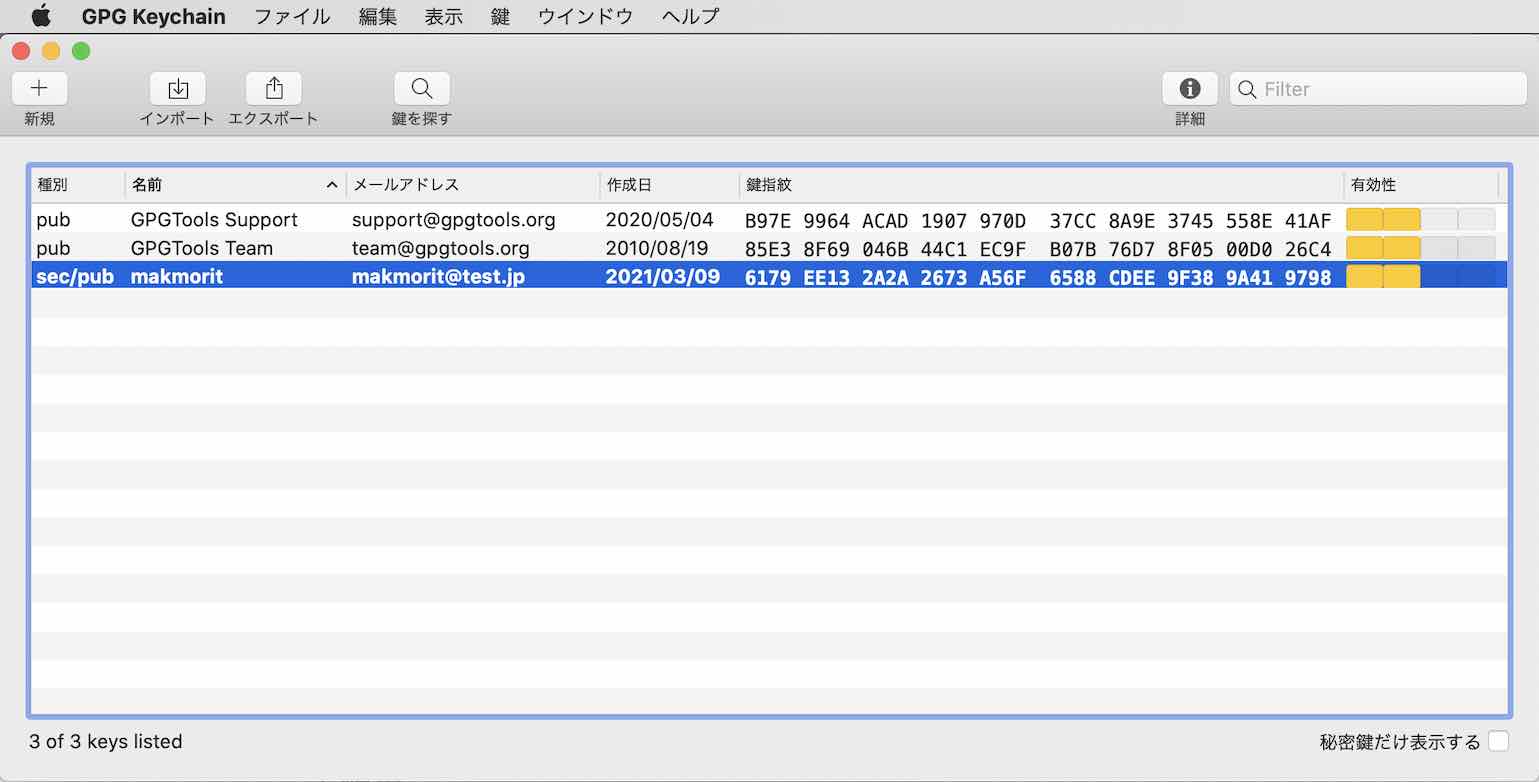 GPG Keychain ファイル 編集 表示 鍵 ウインドウ ヘルプ
Filter
新規 インポート エクスポート 鍵を探す 詳細
種別 名前 メールアドレス 作成日 鍵指紋 有効性
pub GPGTools Support support@gpgtools.org 2020/05/04 B97E 9964 ACAD 1907 970D 37CC 8A9E 3745 558E 41AF
pub GPGTools Team team@gpgtools.org 2010/08/19 85E3 8F69 046B 44C1 EC9F B07B 76D7 8F05 00D0 26C4
sec/pub makmorit makmorit@test.jp 2021/03/09 6179 EE13 2A2A 2673 A56F 6588 CDEE 9F38 9A41 9798
3 of 3 keys listed 秘密鍵だけ表示する